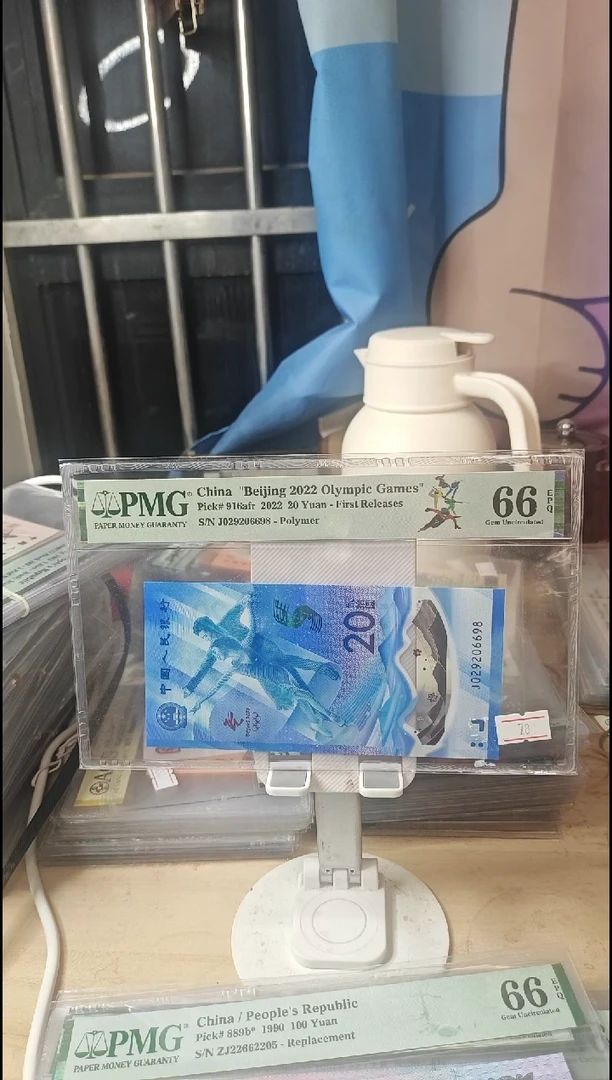 PMG
PAPER MONEY GUARANTY
China "Beijing 2022 Olympic Games"
Pick# 916afr 2022 20 Yuan - First Releases
S/N J029206698 - Polymer
66 EPQ
Gem Uncirculated
中国人民银行
20
J029206698
PMG
PAPER MONEY GUARANTY
China / People's Republic
Pick# 889b* 1990 100 Yuan
S/N ZJ22662205 - Replacement
66 EPQ
Gem Uncirculated